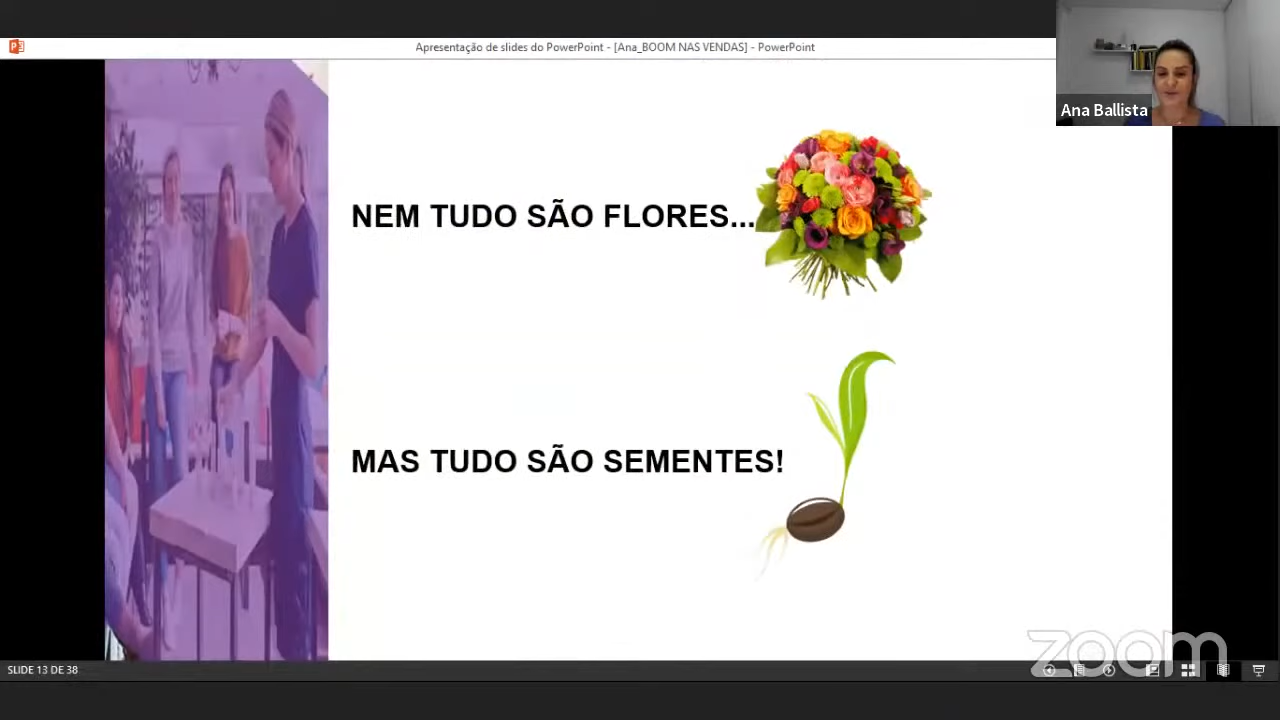 Apresentação de slides do PowerPoint - [Ana_BOOM NAS VENDAS] - PowerPoint
Ana Ballista
NEM TUDO SÃO FLORES...
MAS TUDO SÃO SEMENTES!
zoom
SLIDE 13 DE 38